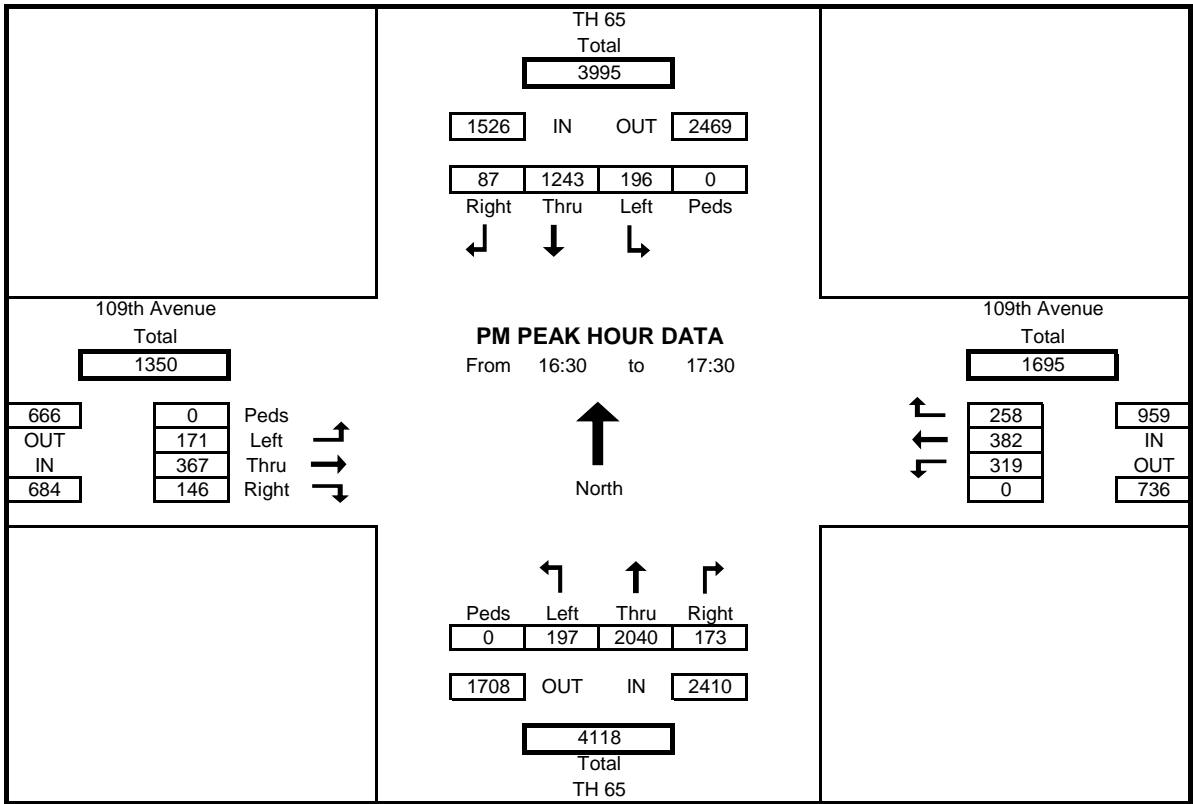 TH 65
Total
3995
1526 IN OUT 2469
87 1243 196 0
Right Thru Left Peds
109th Avenue
Total
1350
666 0 Peds
OUT 171 Left
IN 367 Thru
684 146 Right
PM PEAK HOUR DATA
From 16:30 to 17:30
North
109th Avenue
Total
1695
258 959
382 IN
319 OUT
0 736
Peds Left Thru Right
0 197 2040 173
1708 OUT IN 2410
4118
Total
TH 65